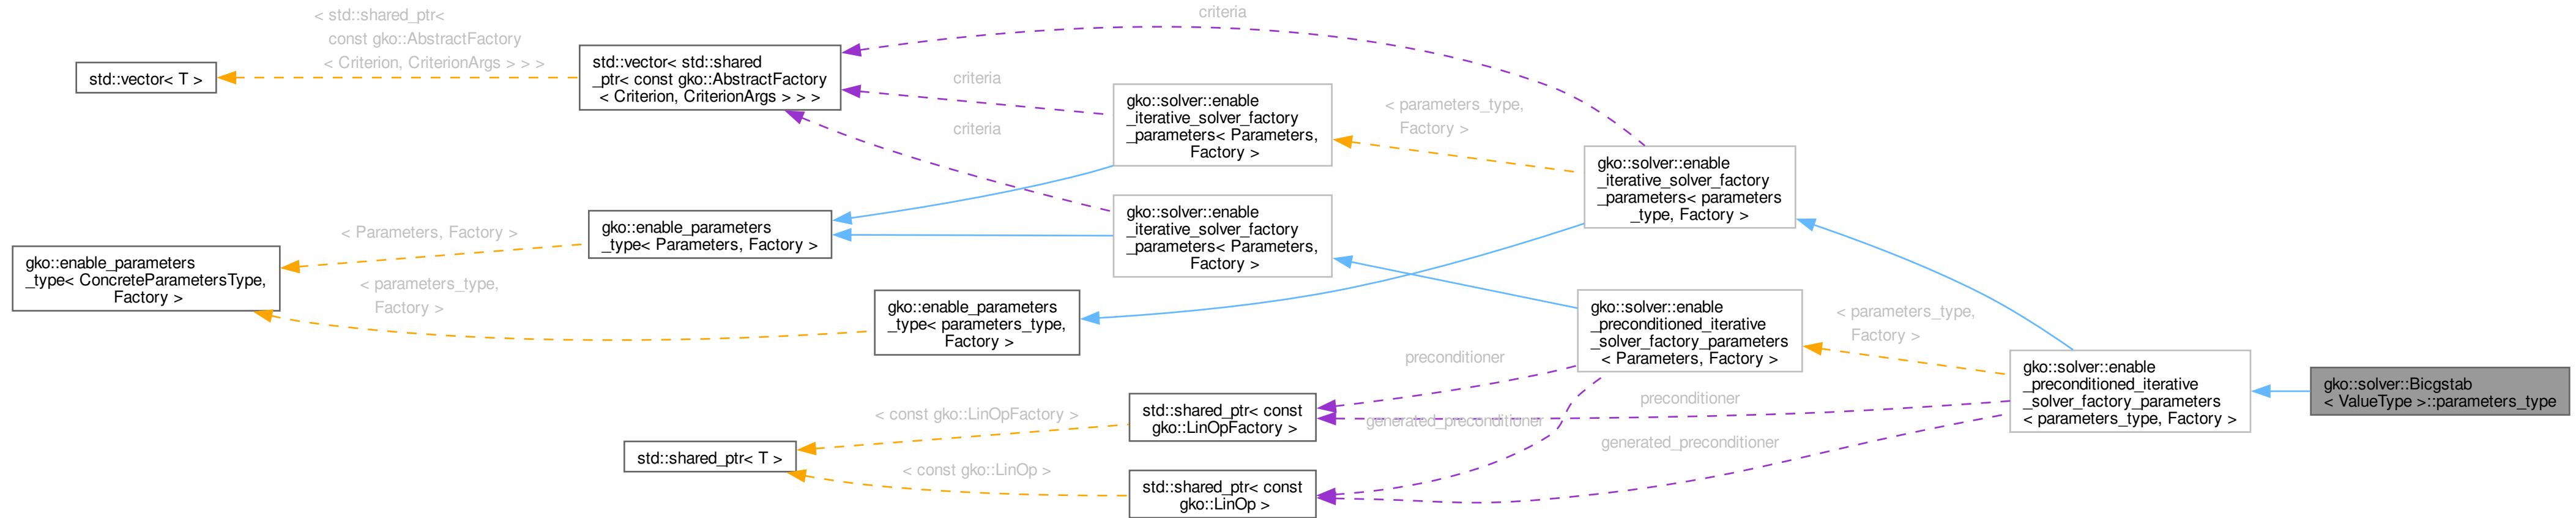 std::vector< T >
< std::shared_ptr<
const gko::AbstractFactory
< Criterion, CriterionArgs > > >
std::vector< std::shared
_ptr< const gko::AbstractFactory
< Criterion, CriterionArgs > > >
criteria
criteria
criteria
gko::solver::enable
_iterative_solver_factory
_parameters< Parameters,
Factory >
< parameters_type,
Factory >
gko::solver::enable
_iterative_solver_factory
_parameters< parameters
_type, Factory >
gko::solver::enable
_iterative_solver_factory
_parameters< Parameters,
Factory >
gko::enable_parameters
_type< Parameters, Factory >
< Parameters, Factory >
gko::enable_parameters
_type< ConcreteParametersType,
Factory >
< parameters_type,
Factory >
gko::enable_parameters
_type< parameters_type,
Factory >
gko::solver::enable
_preconditioned_iterative
_solver_factory_parameters
< Parameters, Factory >
< parameters_type,
Factory >
preconditioner
preconditioner
generated_preconditioner
generated_preconditioner
gko::solver::enable
_preconditioned_iterative
_solver_factory_parameters
< parameters_type, Factory >
gko::solver::Bicgstab
< ValueType >::parameters_type
std::shared_ptr< const
gko::LinOpFactory >
< const gko::LinOpFactory >
std::shared_ptr< T >
< const gko::LinOp >
std::shared_ptr< const
gko::LinOp >